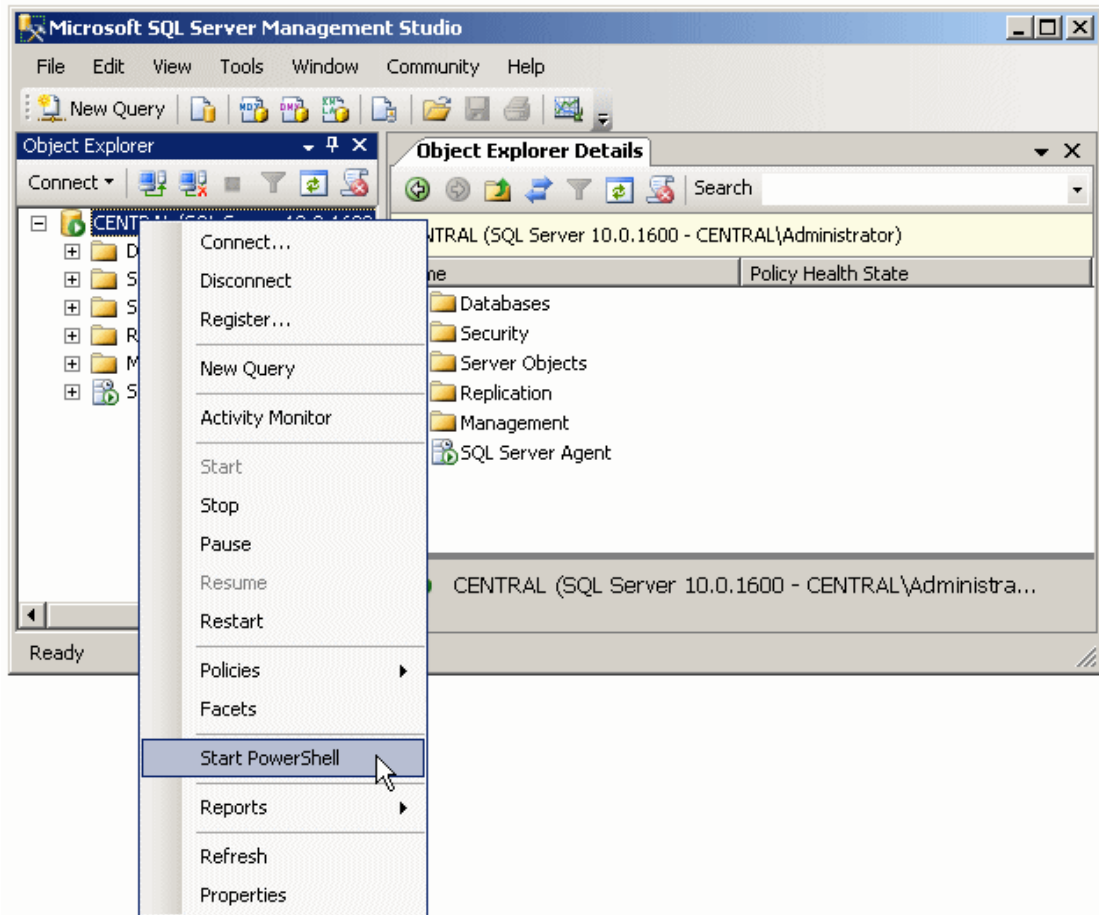 Microsoft SQL Server Management Studio
File Edit View Tools Window Community Help
New Query
Object Explorer
Object Explorer Details
Connect
Search
CENTRAL (SQL Server 10.0.1600 - CENTRAL\Administrator)
Policy Health State
D
S
S
R
M
S
Databases
Security
Server Objects
Replication
Management
SQL Server Agent
Connect...
Disconnect
Register...
New Query
Activity Monitor
Start
Stop
Pause
Resume
Restart
Policies
Facets
Start PowerShell
Reports
Refresh
Properties
CENTRAL (SQL Server 10.0.1600 - CENTRAL\Administra...
Ready